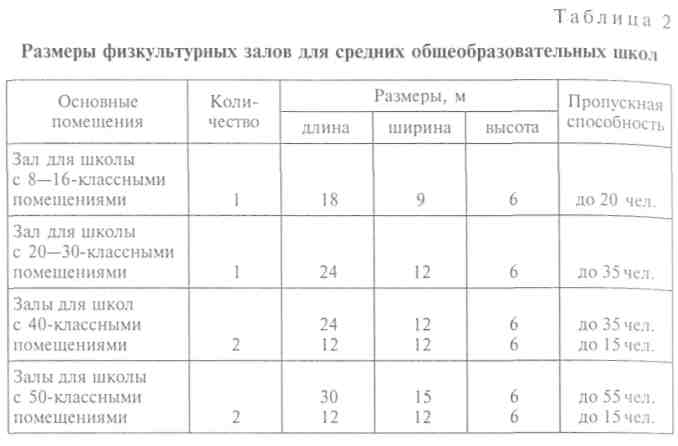 Таблица 2
Размеры физкультурных залов для средних общеобразовательных школ
Основные помещения
Коли-чество
Размеры, м
Пропускная способность
длина
ширина
высота
Зал для школы
с 8—16-классными
помещениями 1 18 9 6 до 20 чел.
Зал для школы
с 20—30-классными
помещениями 1 24 12 6 до 35 чел.
Залы для школ
с 40-классными 24 12 6 до 35 чел.
помещениями 2 12 12 6 до 15 чел.
Залы для школы
с 50-классными 30 15 6 до 55 чел.
помещениями 2 12 12 6 до 15 чел.